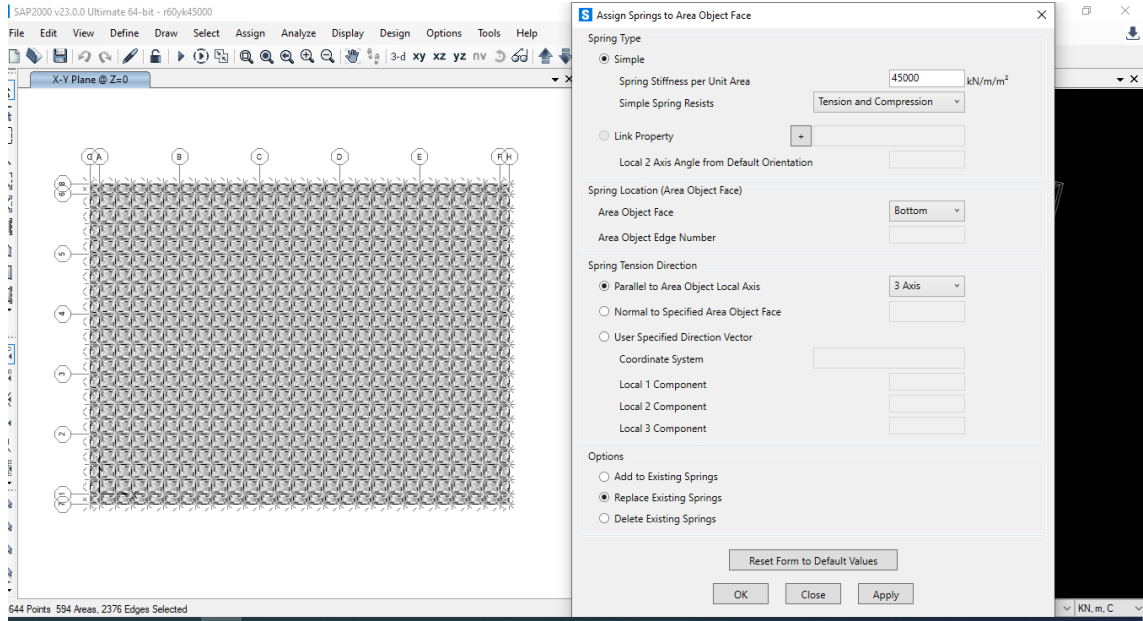 SAP2000 v23.0.0 Ultimate 64-bit - r60yk45000
File Edit View Define Draw Select Assign Analyze Display Design Options Tools Help
3-d xy xz yz nv
X-Y Plane @ Z=0
G A B C D E F H
8
6
5
4
3
2
1
7
644 Points 594 Areas, 2376 Edges Selected
Assign Springs to Area Object Face
Spring Type
Simple
Spring Stiffness per Unit Area 45000 kN/m/m²
Simple Spring Resists Tension and Compression
Link Property +
Local 2 Axis Angle from Default Orientation
Spring Location (Area Object Face)
Area Object Face Bottom
Area Object Edge Number
Spring Tension Direction
Parallel to Area Object Local Axis 3 Axis
Normal to Specified Area Object Face
User Specified Direction Vector
Coordinate System
Local 1 Component
Local 2 Component
Local 3 Component
Options
Add to Existing Springs
Replace Existing Springs
Delete Existing Springs
Reset Form to Default Values
OK Close Apply
KN, m, C